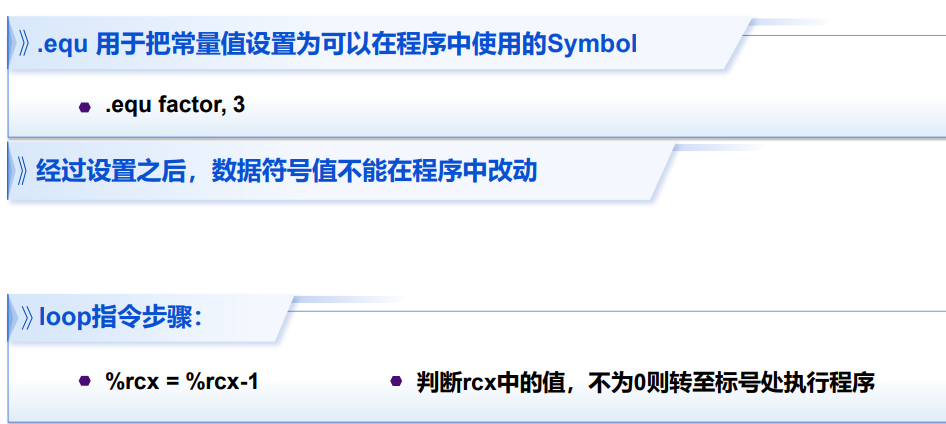 .equ 用于把常量值设置为可以在程序中使用的Symbol
.equ factor, 3
经过设置之后，数据符号值不能在程序中改动
loop指令步骤：
%rcx = %rcx-1
判断rcx中的值，不为0则转至标号处执行程序